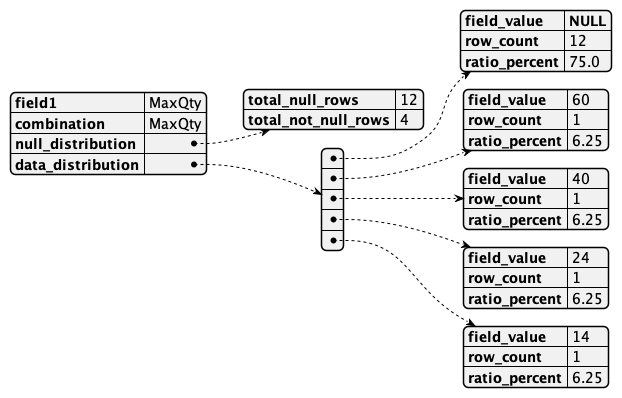 field1 MaxQty
combination MaxQty
null_distribution
data_distribution
total_null_rows 12
total_not_null_rows 4
field_value NULL
row_count 12
ratio_percent 75.0
field_value 60
row_count 1
ratio_percent 6.25
field_value 40
row_count 1
ratio_percent 6.25
field_value 24
row_count 1
ratio_percent 6.25
field_value 14
row_count 1
ratio_percent 6.25